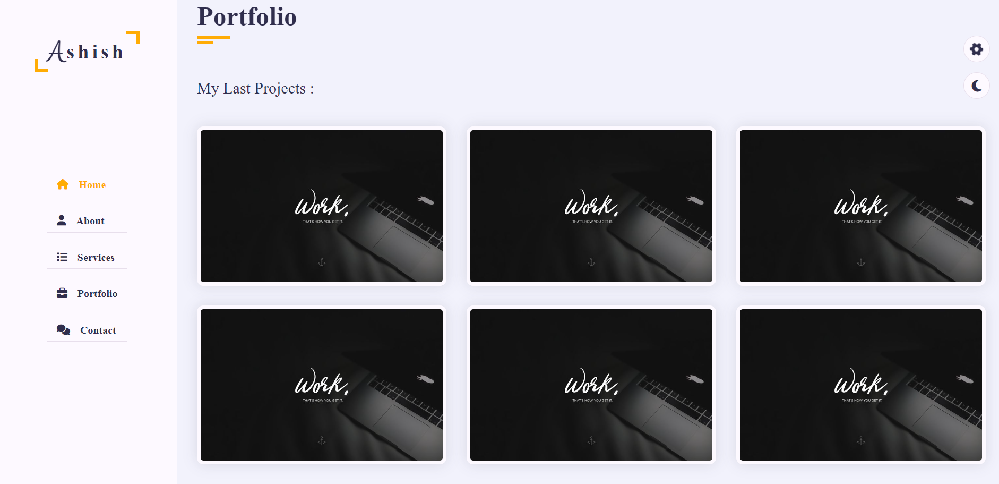 Ashish
Home
About
Services
Portfolio
Contact
Portfolio
My Last Projects :
Work.
THAT'S HOW YOU GET IT.
Work.
THAT'S HOW YOU GET IT.
Work.
THAT'S HOW YOU GET IT.
Work.
THAT'S HOW YOU GET IT.
Work.
THAT'S HOW YOU GET IT.
Work.
THAT'S HOW YOU GET IT.